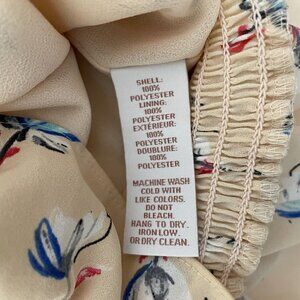 SHELL:
100%
POLYESTER
LINING:
100%
POLYESTER
EXTÉRIEUR:
100%
POLYESTER
DOUBLURE:
100%
POLYESTER
MACHINE WASH
COLD WITH
LIKE COLORS.
DO NOT
BLEACH.
HANG TO DRY.
IRON LOW.
OR DRY CLEAN.